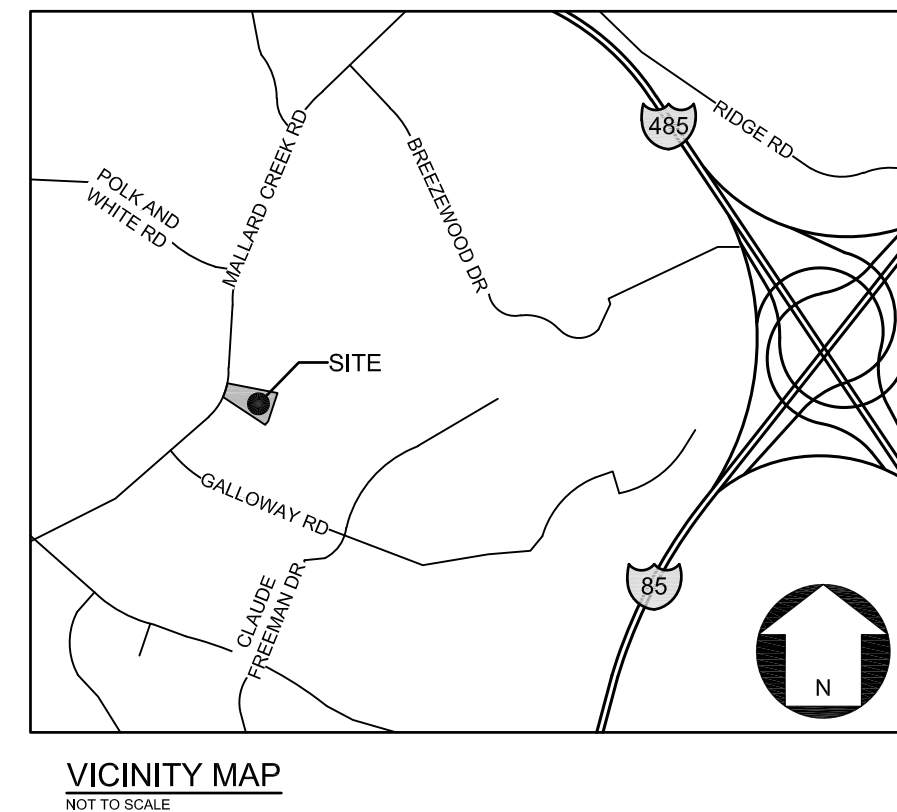 485
RIDGE RD
MALLARD CREEK RD
BREEZEWOOD DR
POLK AND
WHITE RD
SITE
GALLOWAY RD
CLAUDE
FREEMAN DR.
85
N
VICINITY MAP
NOT TO SCALE